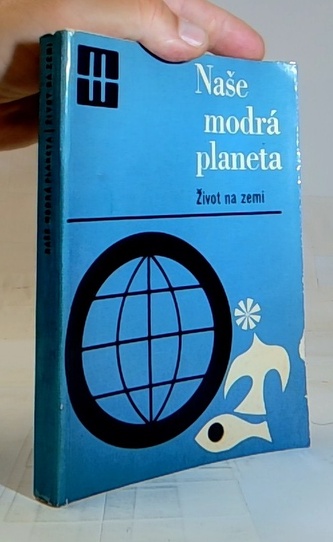 Naše
modrá
planeta
Život na zemi
NAŠE MODRÁ PLANETA / ŽIVOT NA ZEMI